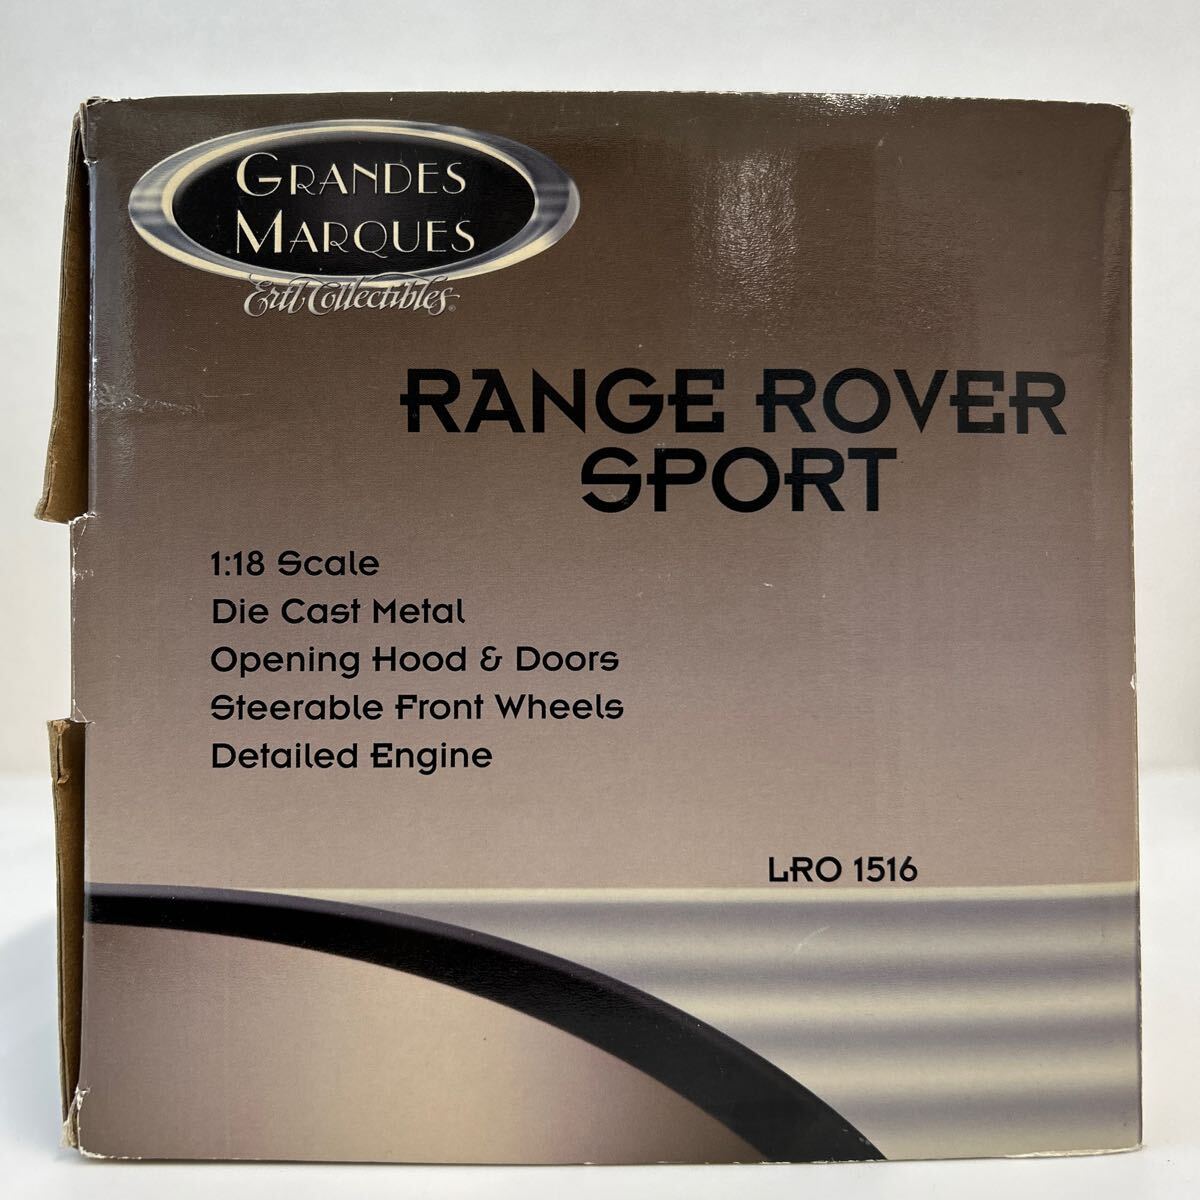 GRANDES
MARQUES
Ertl Collectibles®
RANGE ROVER
SPORT
1:18 Scale
Die Cast Metal
Opening Hood & Doors
Steerable Front Wheels
Detailed Engine
LRO 1516